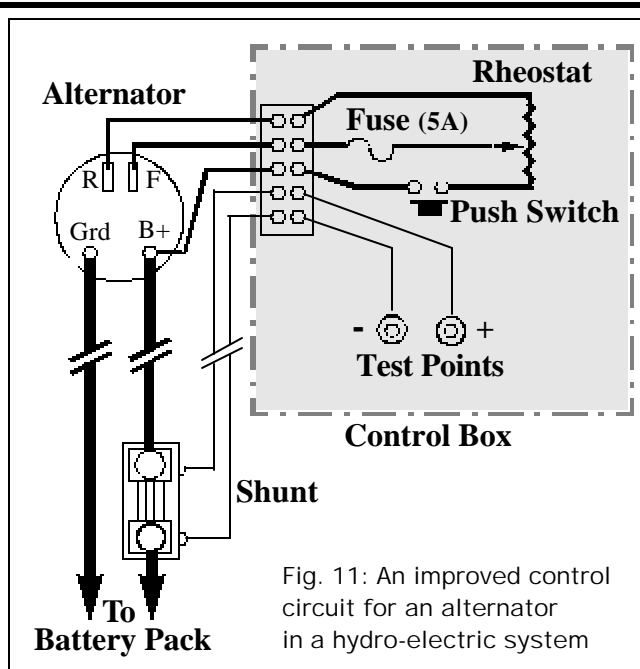 Rheostat
Alternator
Fuse (5A)
R F
Push Switch
Grd B+
- +
Test Points
Control Box
Shunt
Fig. 11: An improved control
circuit for an alternator
in a hydro-electric system
To
Battery Pack